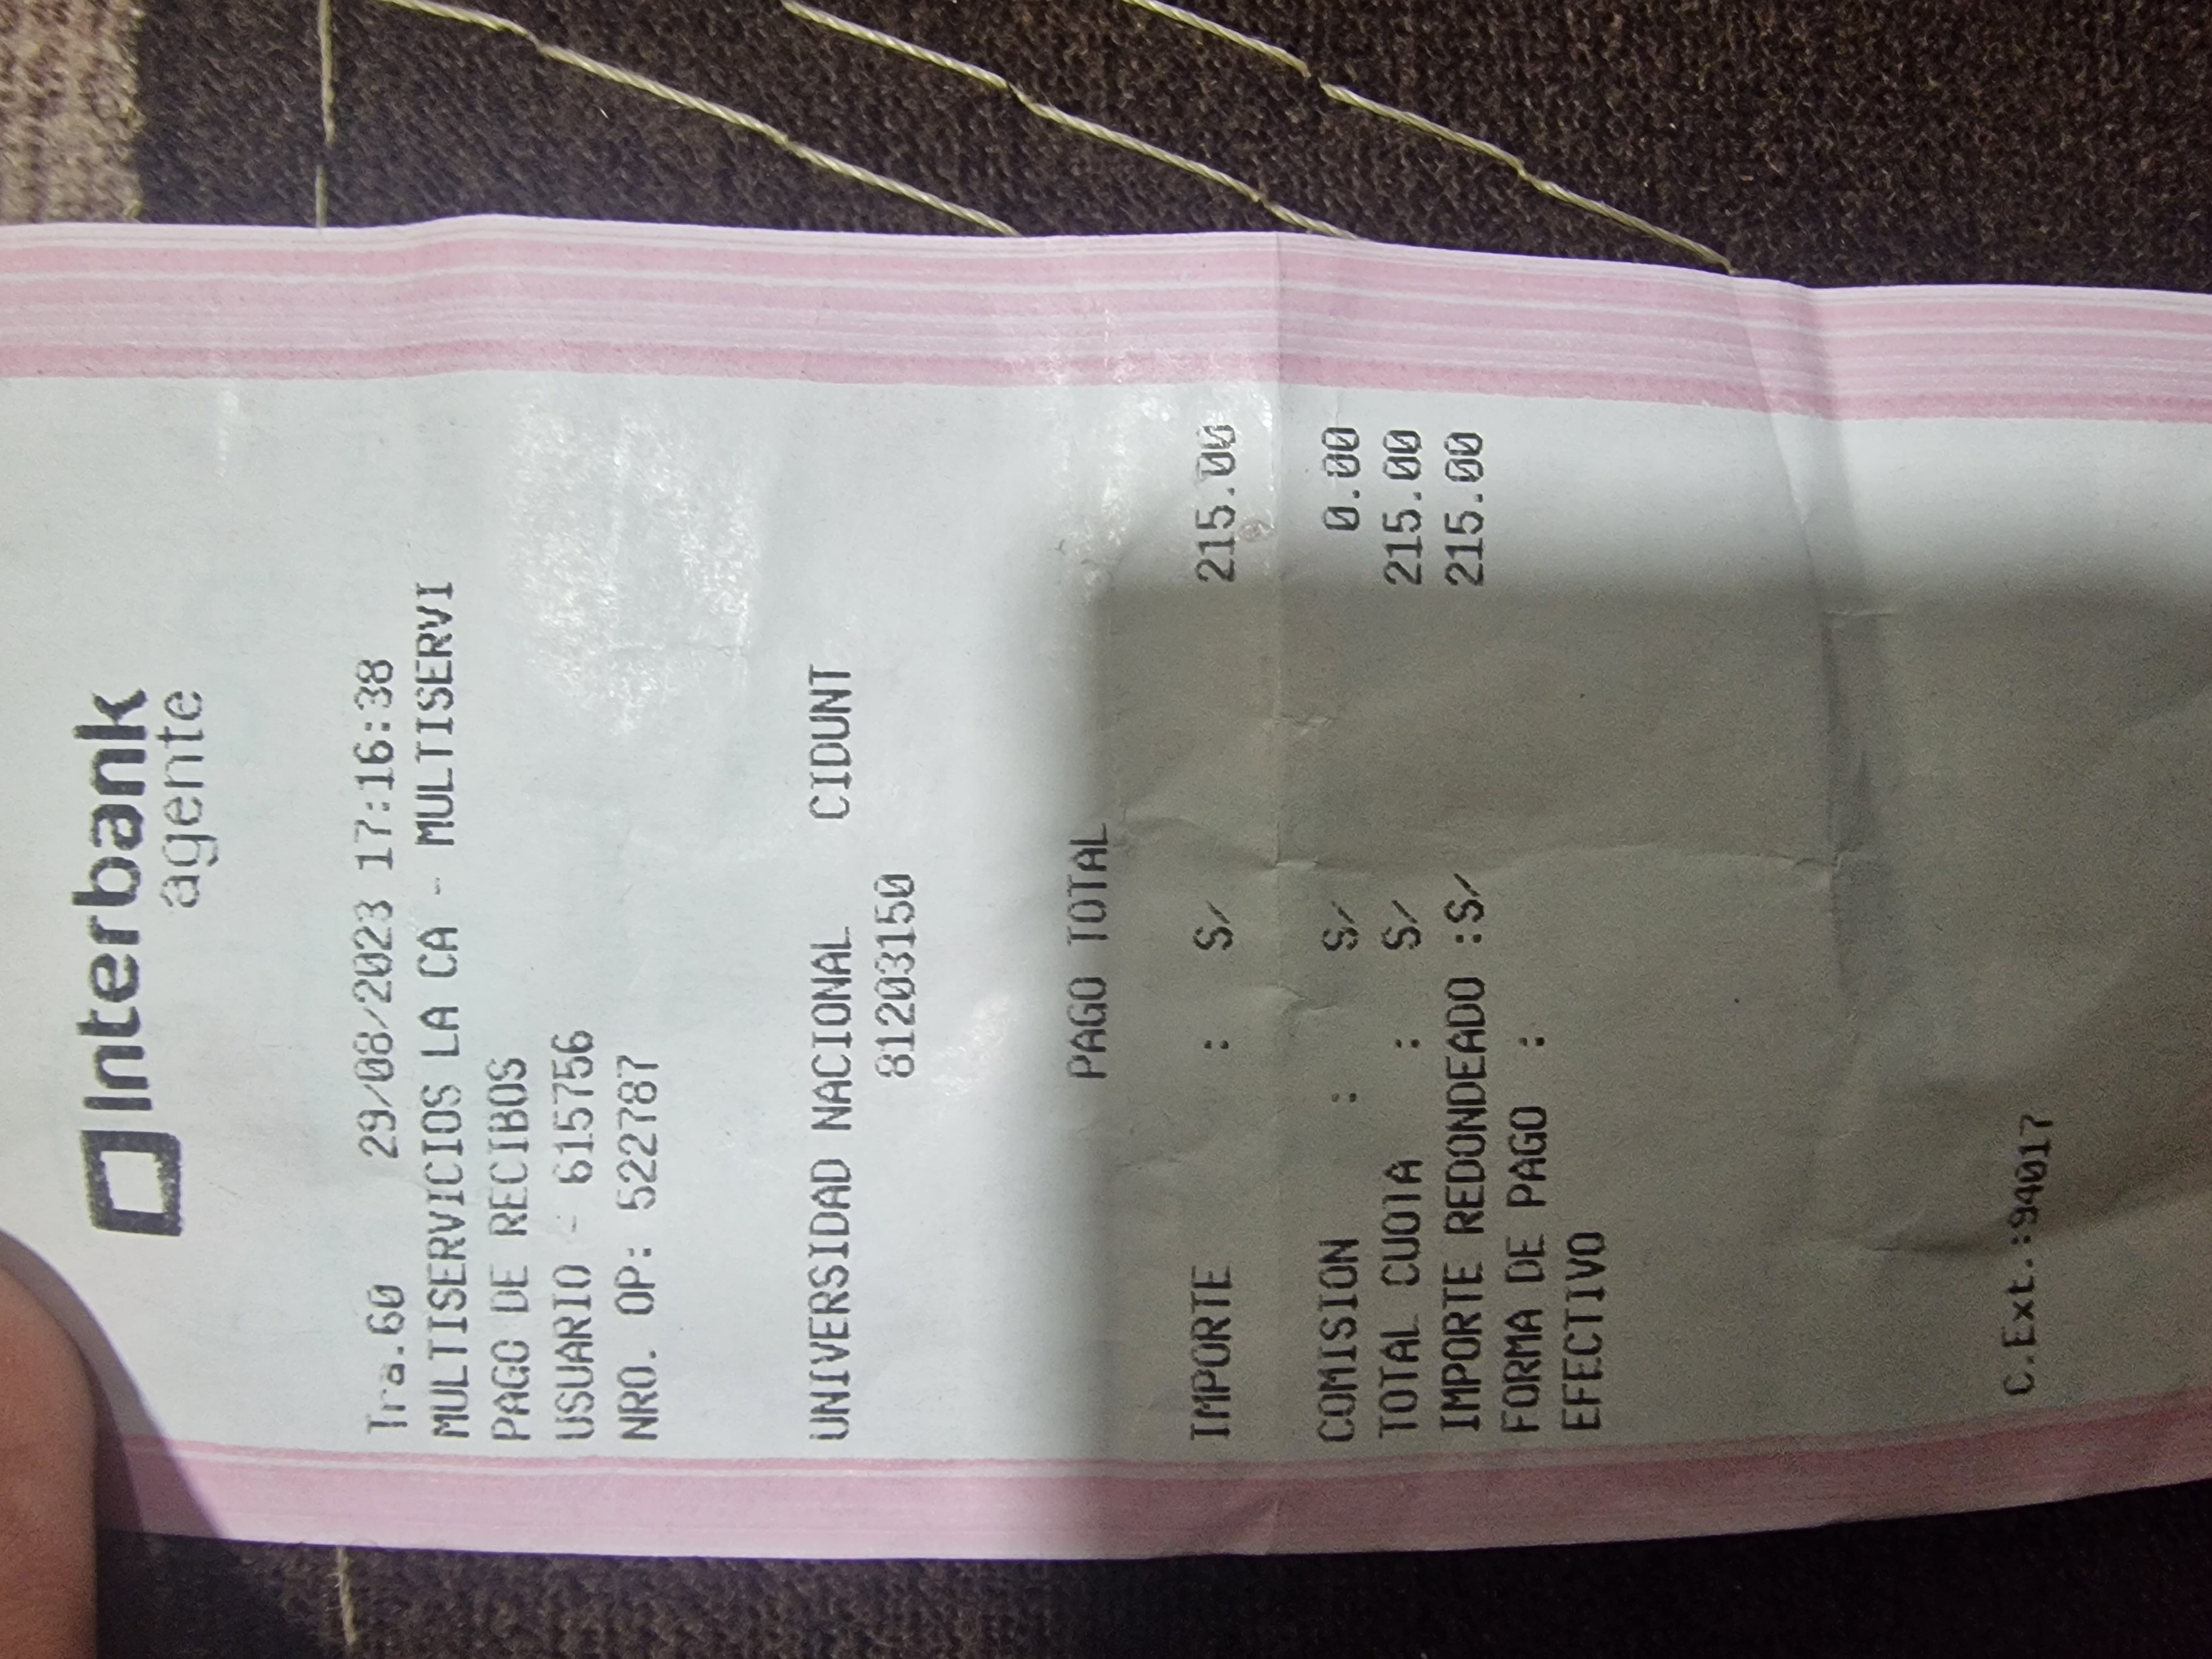 Interbank
agente
Tra.60 29/08/2023 17:16:38
MULTISERVICIOS LA CA - MULTISERVI
PAGO DE RECIBOS
USUARIO - 615756
NRO. OP: 522787
UNIVERSIDAD NACIONAL CIDUNT
81203150
PAGO TOTAL
IMPORTE : S/ 215.00
COMISION : S/ 0.00
TOTAL CUOTA : S/ 215.00
IMPORTE REDONDEADO :S/ 215.00
FORMA DE PAGO :
EFECTIVO
C.Ext.:94017